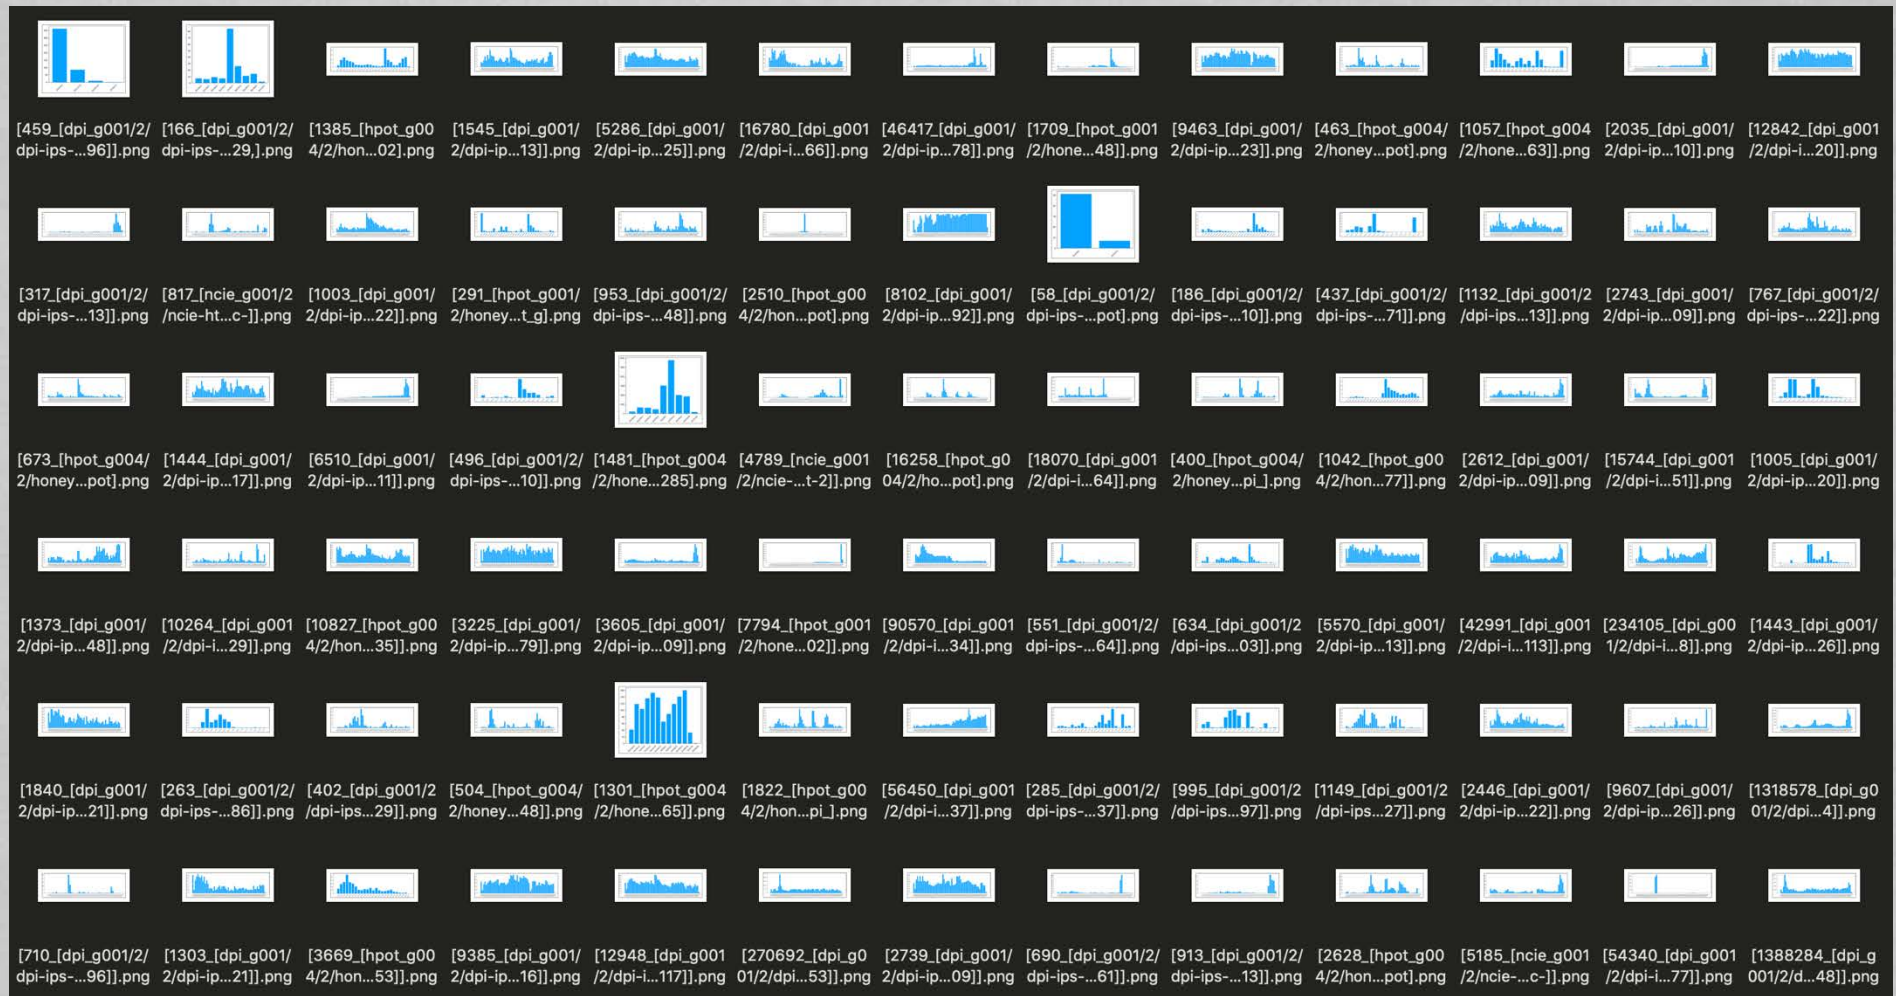 [459_[dpi_g001/2/ [166_[dpi_g001/2/ [1385_[hpot_g00 [1545_[dpi_g001/ [5286_[dpi_g001/ [16780_[dpi_g001 [46417_[dpi_g001/ [1709_[hpot_g001 [9463_[dpi_g001/ [463_[hpot_g004/ [1057_[hpot_g004 [2035_[dpi_g001/ [12842_[dpi_g001
dpi-ips-...96]].png dpi-ips-...29,].png 4/2/hon...02].png 2/dpi-ip...13]].png 2/dpi-ip...25]].png /2/dpi-i...66]].png 2/dpi-ip...78]].png /2/hone...48]].png 2/dpi-ip...23]].png 2/honey...pot].png /2/hone...63]].png 2/dpi-ip...10]].png /2/dpi-i...20]].png
[317_[dpi_g001/2/ [817_[ncie_g001/2 [1003_[dpi_g001/ [291_[hpot_g001/ [953_[dpi_g001/2/ [2510_[hpot_g00 [8102_[dpi_g001/ [58_[dpi_g001/2/ [186_[dpi_g001/2/ [437_[dpi_g001/2/ [1132_[dpi_g001/2 [2743_[dpi_g001/ [767_[dpi_g001/2/
dpi-ips-...13]].png /ncie-ht...c-]].png 2/dpi-ip...22]].png 2/honey...t_g].png dpi-ips-...48]].png 4/2/hon...pot].png 2/dpi-ip...92]].png dpi-ips-...pot].png dpi-ips-...10]].png dpi-ips-...71]].png /dpi-ips...13]].png 2/dpi-ip...09]].png dpi-ips-...22]].png
[673_[hpot_g004/ [1444_[dpi_g001/ [6510_[dpi_g001/ [496_[dpi_g001/2/ [1481_[hpot_g004 [4789_[ncie_g001 [16258_[hpot_g0 [18070_[dpi_g001 [400_[hpot_g004/ [1042_[hpot_g00 [2612_[dpi_g001/ [15744_[dpi_g001 [1005_[dpi_g001/
2/honey...pot].png 2/dpi-ip...17]].png 2/dpi-ip...11]].png dpi-ips-...10]].png /2/hone...285].png /2/ncie-...t-2]].png 04/2/ho...pot].png /2/dpi-i...64]].png 2/honey...pi_].png 4/2/hon...77]].png 2/dpi-ip...09]].png /2/dpi-i...51]].png 2/dpi-ip...20]].png
[1373_[dpi_g001/ [10264_[dpi_g001 [10827_[hpot_g00 [3225_[dpi_g001/ [3605_[dpi_g001/ [7794_[hpot_g001 [90570_[dpi_g001 [551_[dpi_g001/2/ [634_[dpi_g001/2 [5570_[dpi_g001/ [42991_[dpi_g001 [234105_[dpi_g00 [1443_[dpi_g001/
2/dpi-ip...48]].png /2/dpi-i...29]].png 4/2/hon...35]].png 2/dpi-ip...79]].png 2/dpi-ip...09]].png /2/hone...02]].png /2/dpi-i...34]].png dpi-ips-...64]].png /dpi-ips...03]].png 2/dpi-ip...13]].png /2/dpi-i...113]].png 1/2/dpi-i...8]].png 2/dpi-ip...26]].png
[1840_[dpi_g001/ [263_[dpi_g001/2/ [402_[dpi_g001/2 [504_[hpot_g004/ [1301_[hpot_g004 [1822_[hpot_g00 [56450_[dpi_g001 [285_[dpi_g001/2/ [995_[dpi_g001/2 [1149_[dpi_g001/2 [2446_[dpi_g001/ [9607_[dpi_g001/ [1318578_[dpi_g0
2/dpi-ip...21]].png dpi-ips-...86]].png /dpi-ips...29]].png 2/honey...48]].png /2/hone...65]].png 4/2/hon...pi_].png /2/dpi-i...37]].png dpi-ips-...37]].png /dpi-ips...97]].png /dpi-ips...27]].png 2/dpi-ip...22]].png 2/dpi-ip...26]].png 01/2/dpi...4]].png
[710_[dpi_g001/2/ [1303_[dpi_g001/ [3669_[hpot_g00 [9385_[dpi_g001/ [12948_[dpi_g001 [270692_[dpi_g0 [2739_[dpi_g001/ [690_[dpi_g001/2/ [913_[dpi_g001/2/ [2628_[hpot_g00 [5185_[ncie_g001 [54340_[dpi_g001 [1388284_[dpi_g
dpi-ips-...96]].png 2/dpi-ip...21]].png 4/2/hon...53]].png 2/dpi-ip...16]].png /2/dpi-i...117]].png 01/2/dpi...53]].png 2/dpi-ip...09]].png dpi-ips-...61]].png dpi-ips-...13]].png 4/2/hon...pot].png /2/ncie-...c-]].png /2/dpi-i...77]].png 001/2/d...48]].png